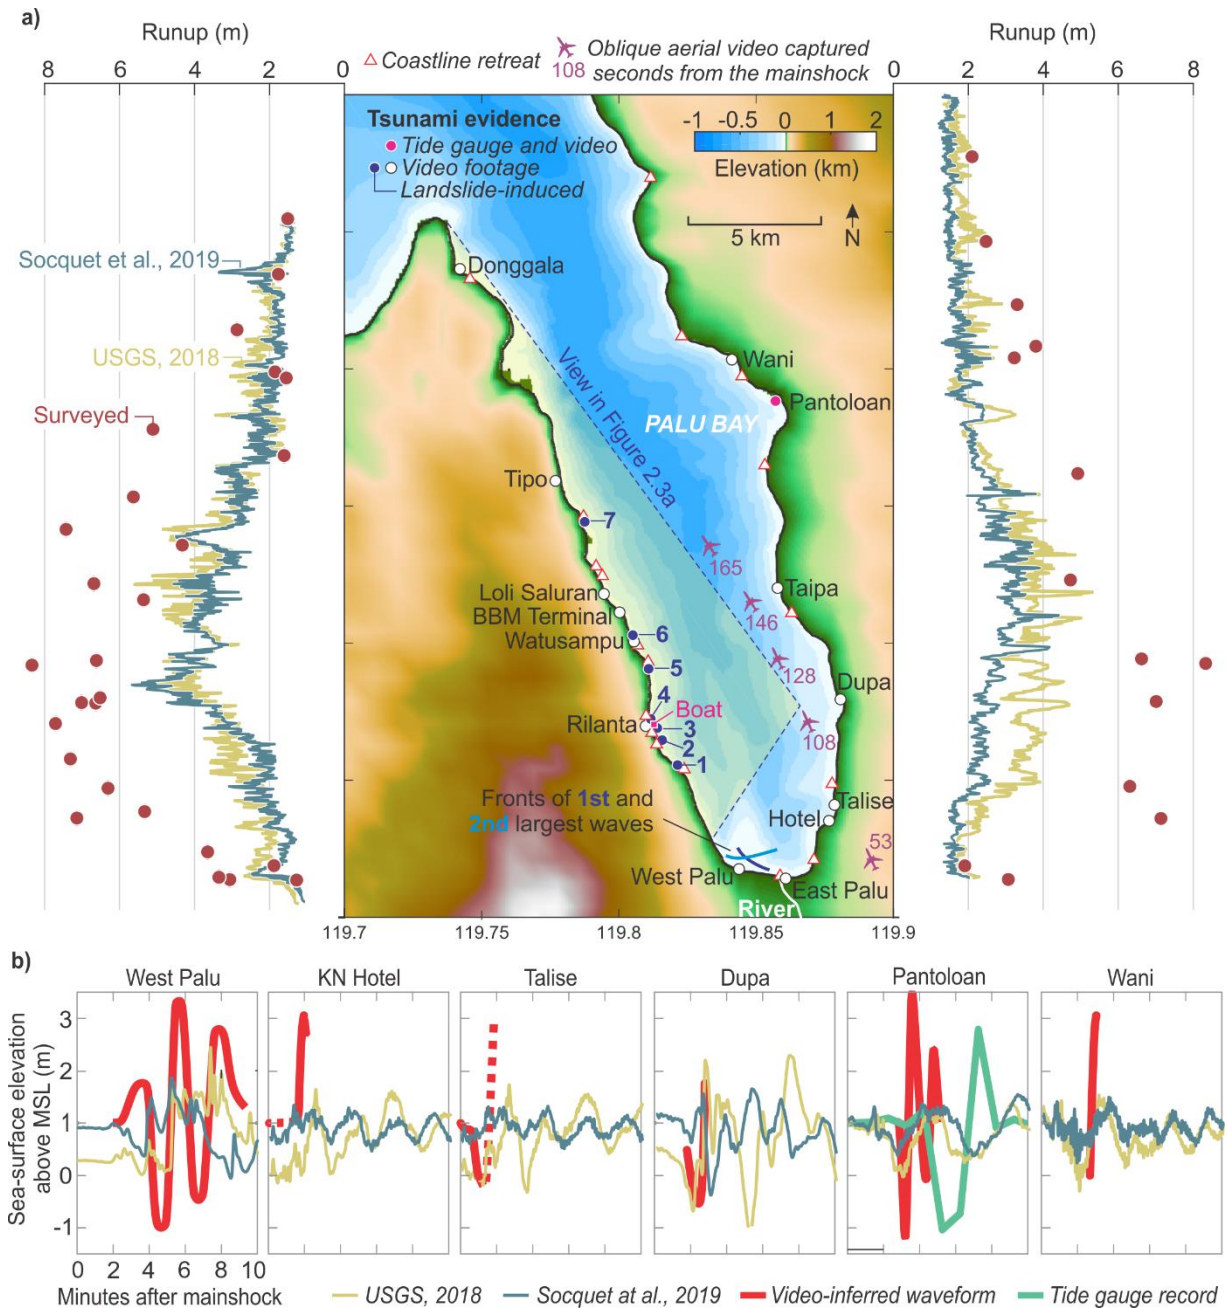 a)
Runup (m)
8 6 4 2 0
Coastline retreat
108
Oblique aerial video captured
seconds from the mainshock
Runup (m)
0 2 4 6 8
Tsunami evidence
Tide gauge and video
Video footage
Landslide-induced
-1 -0.5 0 1 2
Elevation (km)
5 km
N
Socquet et al., 2019
USGS, 2018
Surveyed
Donggala
Wani
Pantoloan
PALU BAY
View in Figure 2.3a
Tipo
7
165
Loli Saluran
BBM Terminal
Watusampu
6
5
146
Taipa
128
Dupa
4
Boat
Rilanta
3
2
1
108
Fronts of 1st and
2nd largest waves
Talise
Hotel
53
West Palu
East Palu
River
119.7 119.75 119.8 119.85 119.9
b)
West Palu
KN Hotel
Talise
Dupa
Pantoloan
Wani
Sea-surface elevation
above MSL (m)
3
2
1
0
-1
0 2 4 6 8 10
Minutes after mainshock
USGS, 2018
Socquet at al., 2019
Video-inferred waveform
Tide gauge record